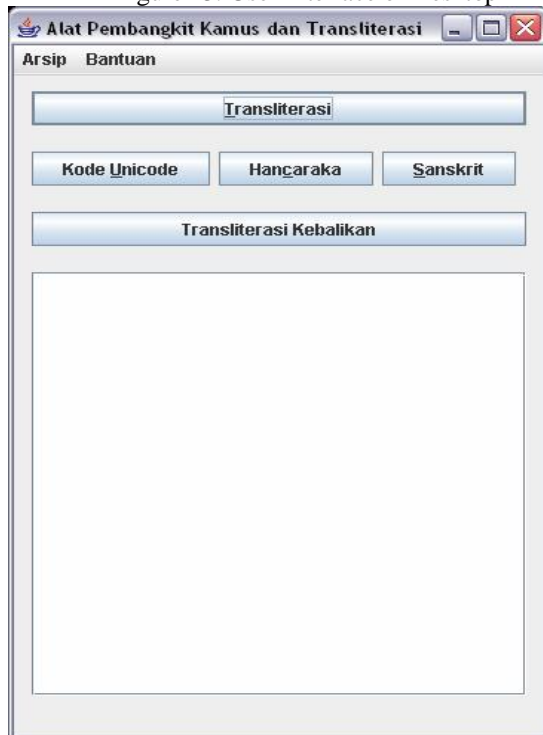 Alat Pembangkit Kamus dan Transliterasi
Arsip Bantuan
Transliterasi
Kode Unicode Hancaraka Sanskrit
Transliterasi Kebalikan